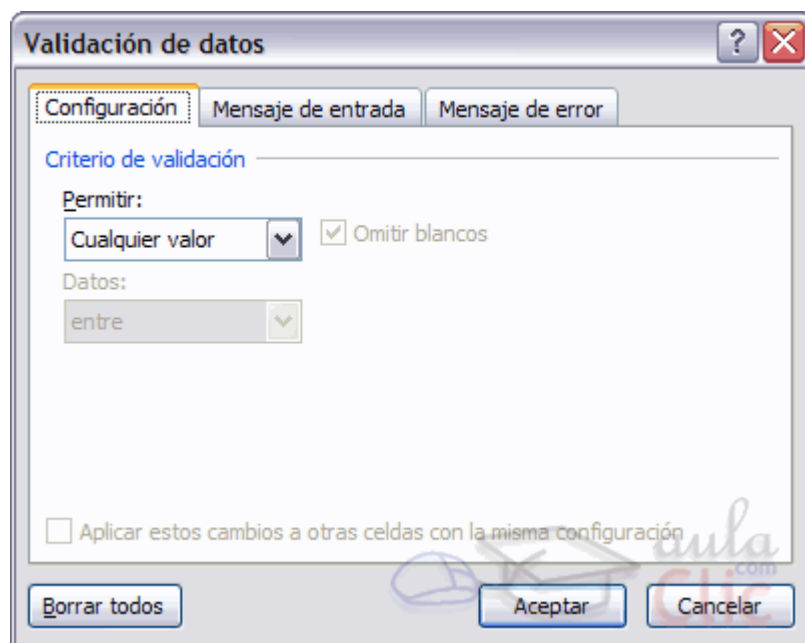 Validación de datos
?
Configuración
Mensaje de entrada
Mensaje de error
Criterio de validación
Permitir:
Cualquier valor
Omitir blancos
Datos:
entre
Aplicar estos cambios a otras celdas con la misma configuración
aula
Clic
com
Borrar todos
Aceptar
Cancelar